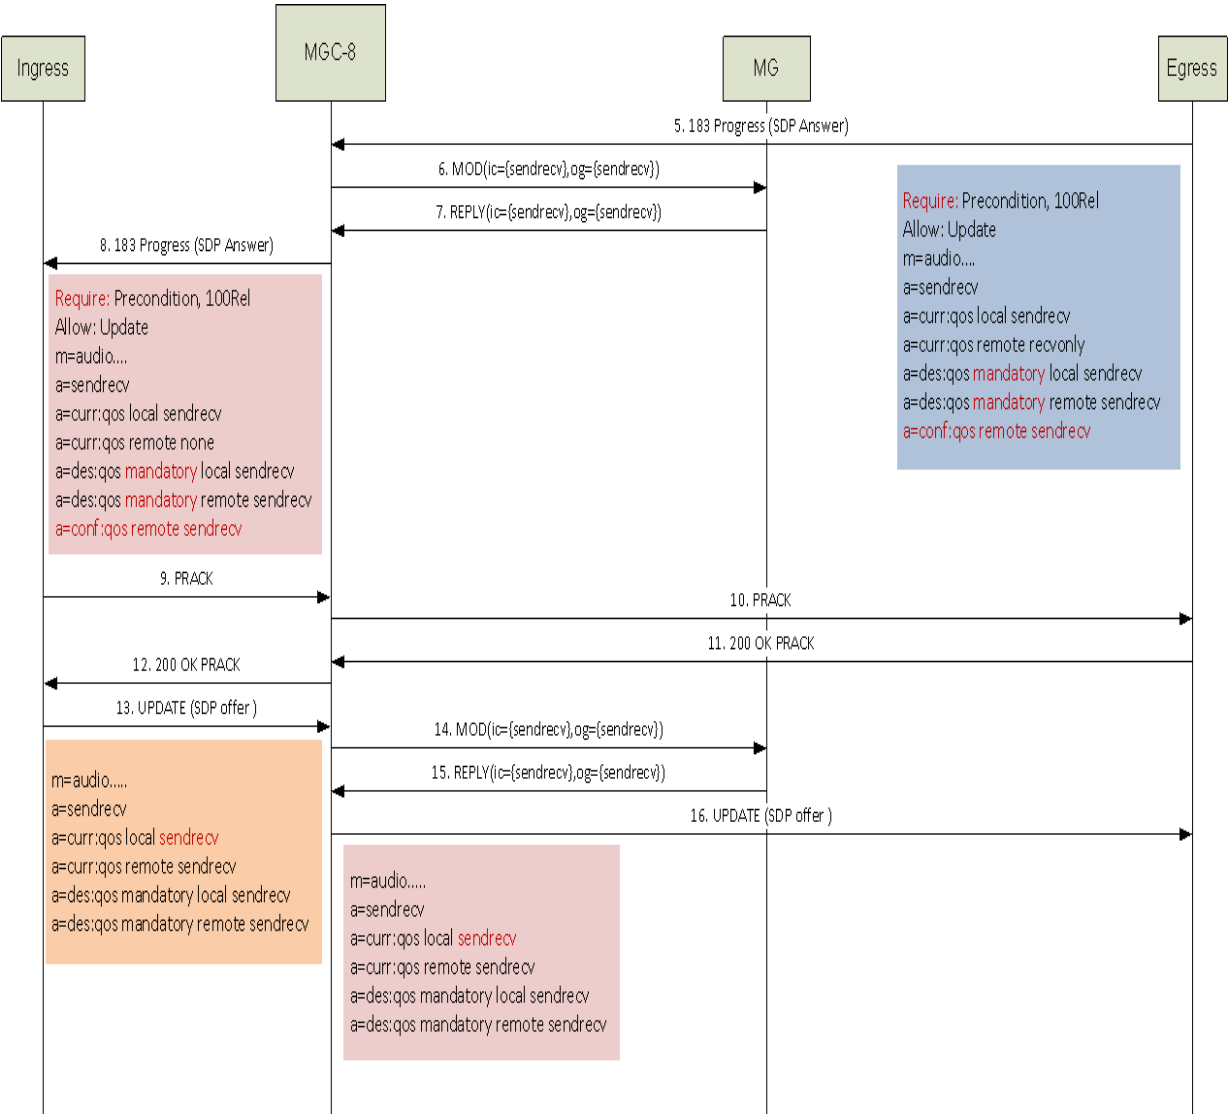 Ingress
MGC-8
MG
Egress
5. 183 Progress (SDP Answer)
6. MOD(ic={sendrecv},og={sendrecv})
7. REPLY(ic={sendrecv},og={sendrecv})
8. 183 Progress (SDP Answer)
Require: Precondition, 100Rel
Allow: Update
m=audio....
a=sendrecv
a=curr:qos local sendrecv
a=curr:qos remote recvonly
a=des:qos mandatory local sendrecv
a=des:qos mandatory remote sendrecv
a=conf:qos remote sendrecv
Require: Precondition, 100Rel
Allow: Update
m=audio....
a=sendrecv
a=curr:qos local sendrecv
a=curr:qos remote none
a=des:qos mandatory local sendrecv
a=des:qos mandatory remote sendrecv
a=conf:qos remote sendrecv
9. PRACK
10. PRACK
11. 200 OK PRACK
12. 200 OK PRACK
13. UPDATE (SDP offer )
14. MOD(ic={sendrecv},og={sendrecv})
15. REPLY(ic={sendrecv},og={sendrecv})
16. UPDATE (SDP offer )
m=audio.....
a=sendrecv
a=curr:qos local sendrecv
a=curr:qos remote sendrecv
a=des:qos mandatory local sendrecv
a=des:qos mandatory remote sendrecv
m=audio.....
a=sendrecv
a=curr:qos local sendrecv
a=curr:qos remote sendrecv
a=des:qos mandatory local sendrecv
a=des:qos mandatory remote sendrecv